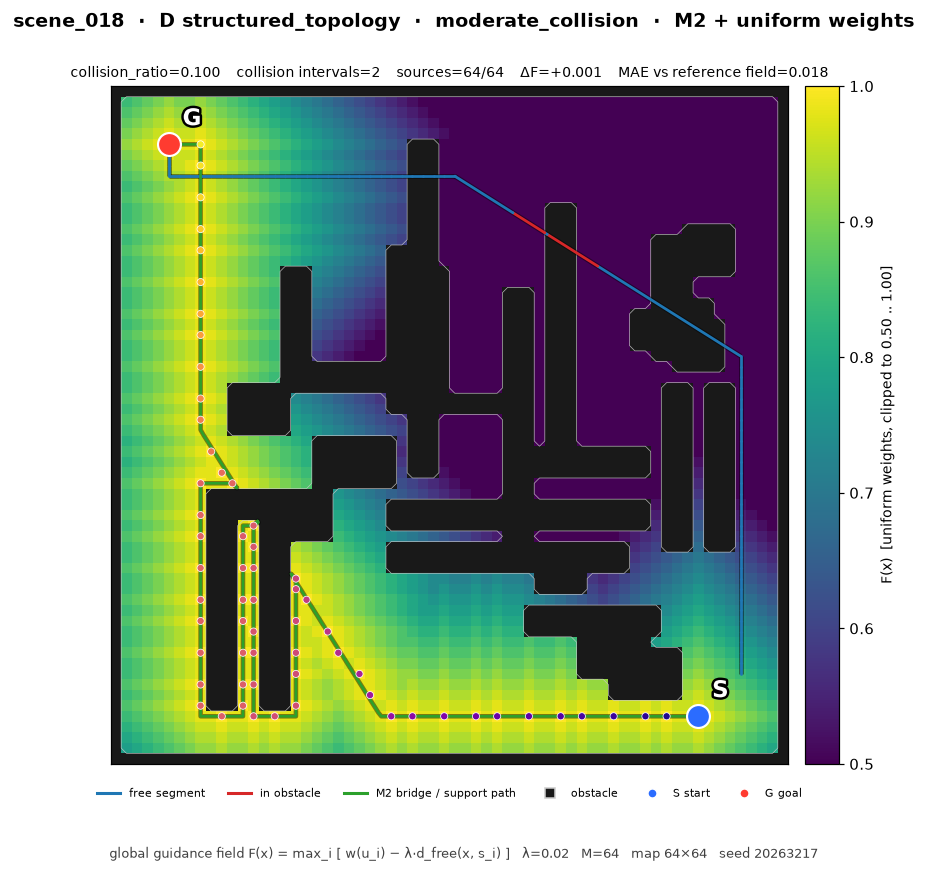 scene_018 · D structured_topology · moderate_collision · M2 + uniform weights
collision_ratio=0.100 collision intervals=2 sources=64/64 ΔF=+0.001 MAE vs reference field=0.018
G
S
1.0
0.9
0.8
0.7
0.6
0.5
F(x) [uniform weights, clipped to 0.50 .. 1.00]
free segment in obstacle M2 bridge / support path obstacle S start G goal
global guidance field F(x) = max_i [ w(u_i) − λ·d_free(x, s_i) ] λ=0.02 M=64 map 64×64 seed 20263217